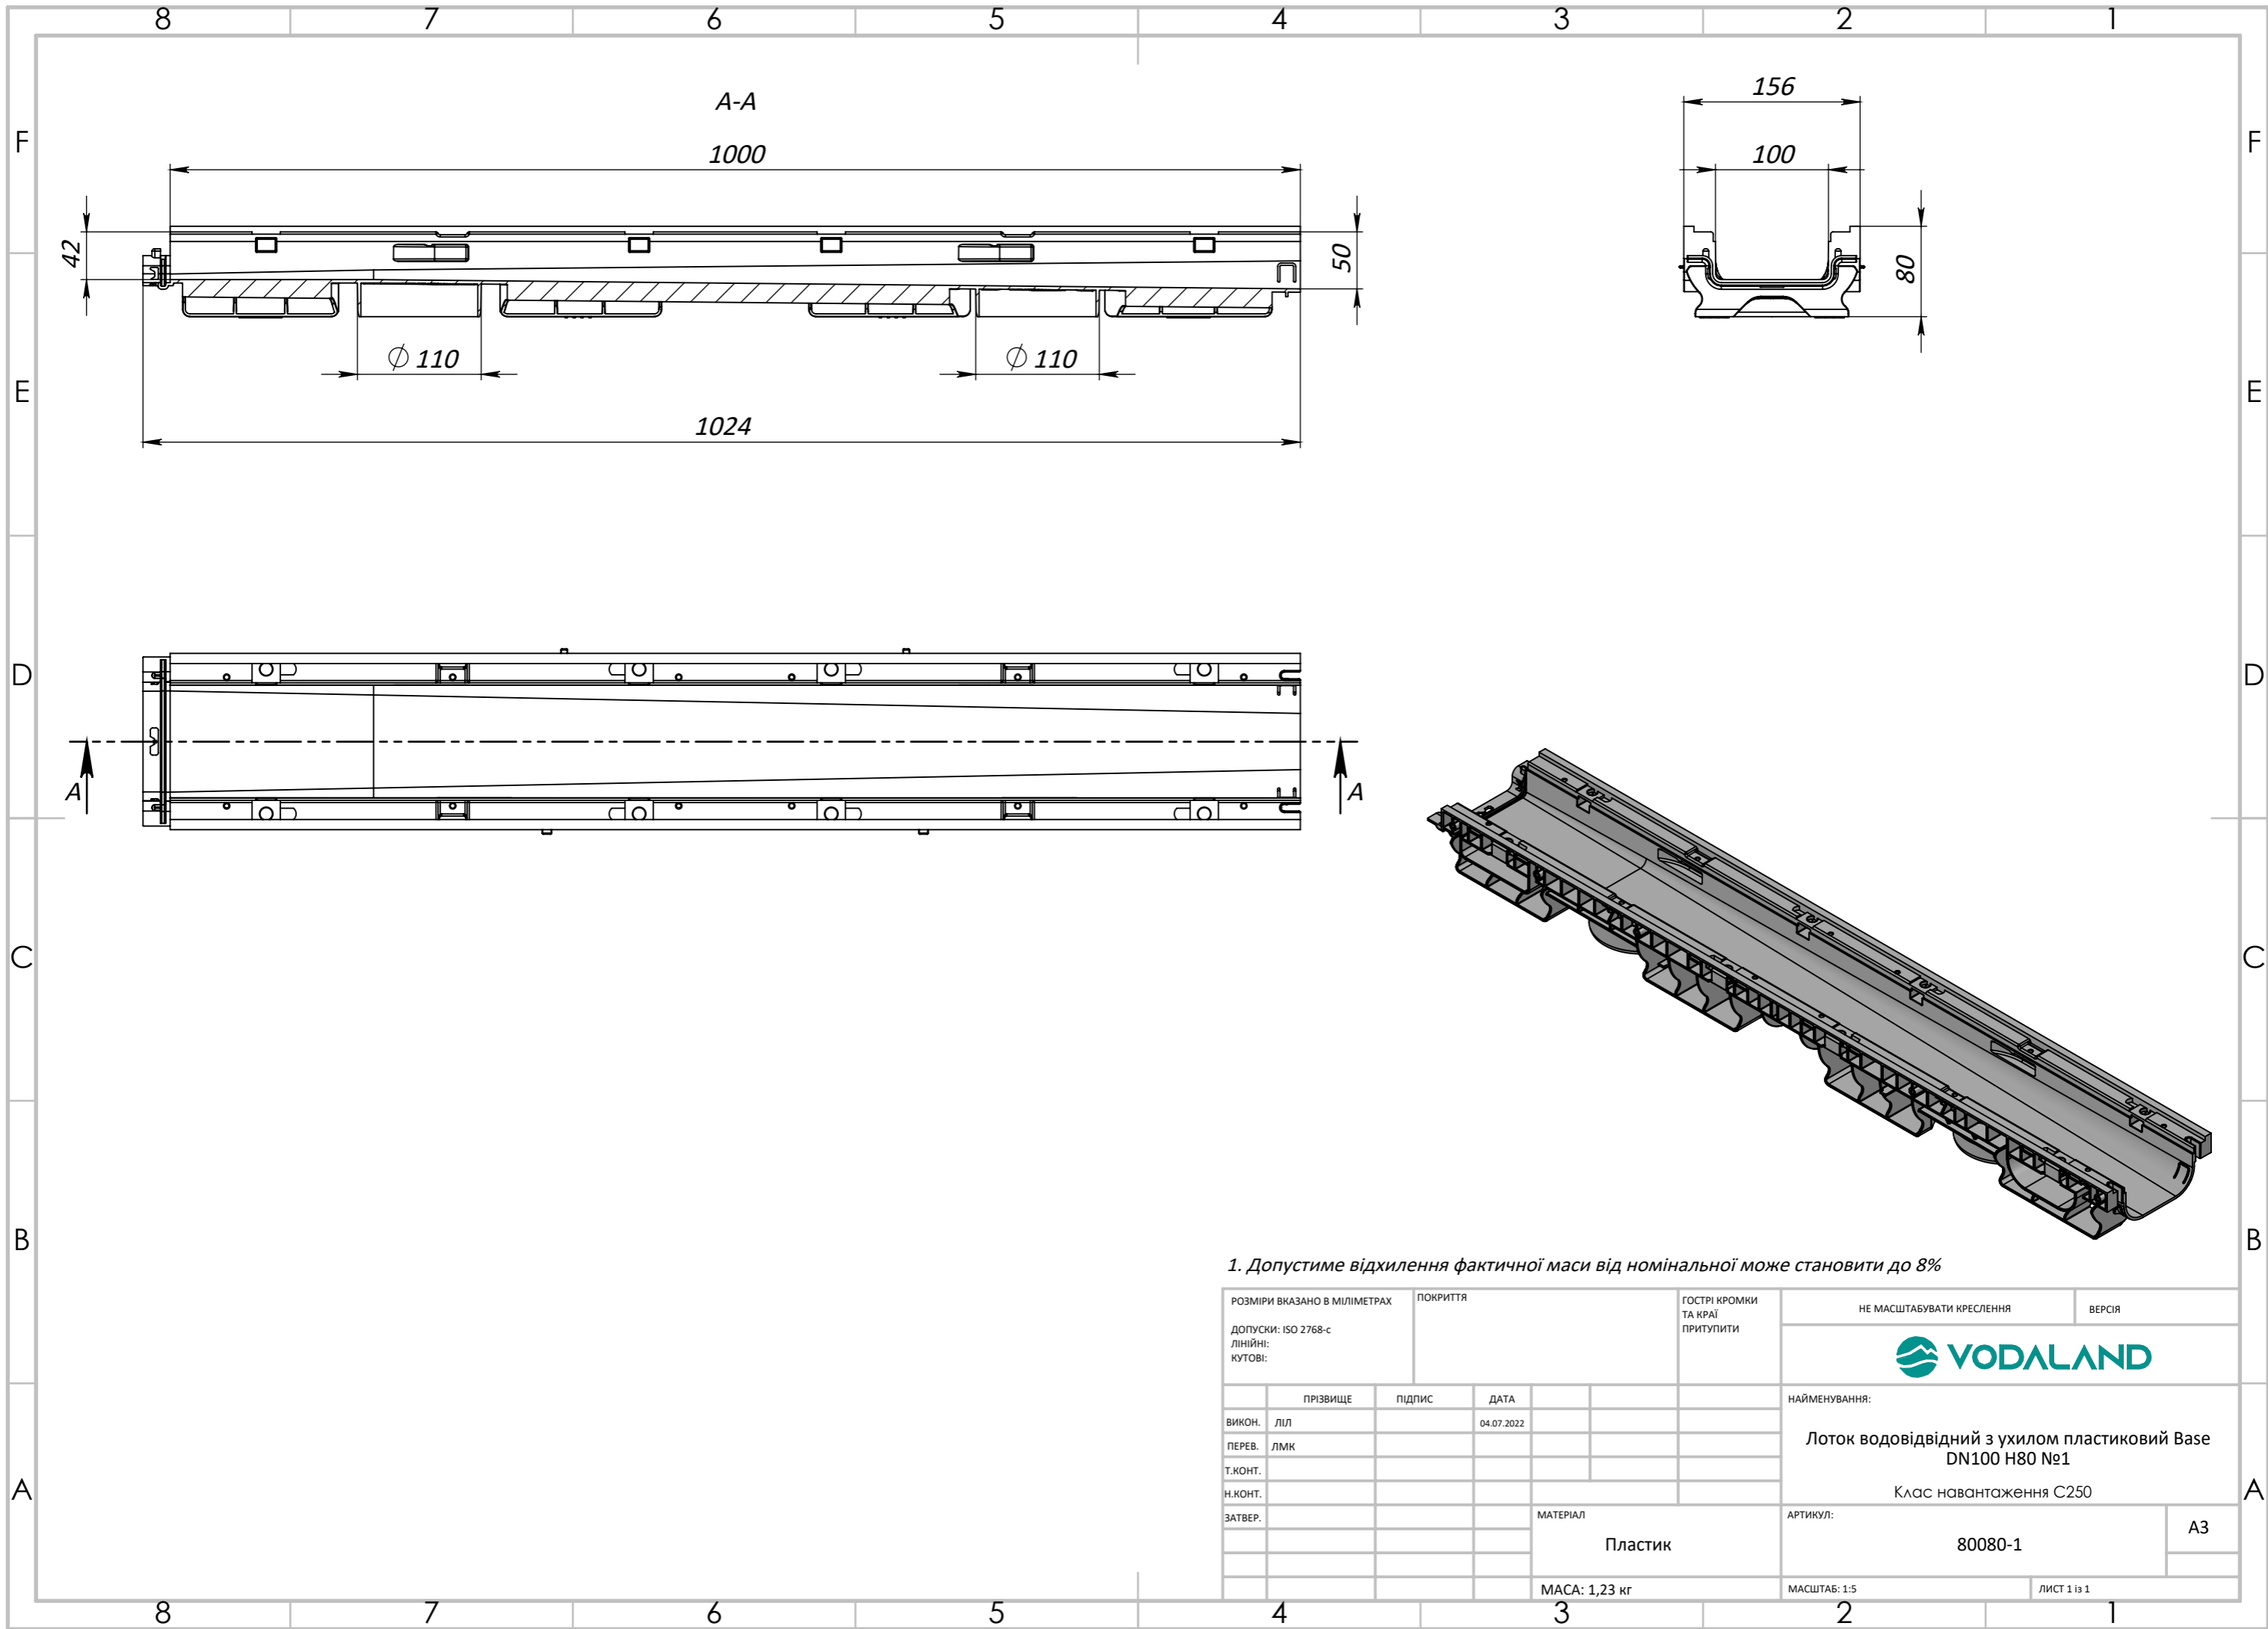 8 7 6 5 4 3 2 1
F F
E E
D D
C C
B B
A A
A-A
1000
42
50
⌀ 110
⌀ 110
1024
156
100
80
A A
1. Допустиме відхилення фактичної маси від номінальної може становити до 8%
РОЗМІРИ ВКАЗАНО В МІЛІМЕТРАХ
ДОПУСКИ: ISO 2768-c
ЛІНІЙНІ:
КУТОВІ:
ПОКРИТТЯ
ГОСТРІ КРОМКИ
ТА КРАЇ
ПРИТУПИТИ
НЕ МАСШТАБУВАТИ КРЕСЛЕННЯ
ВЕРСІЯ
VODALAND
ПРІЗВИЩЕ ПІДПИС ДАТА
ВИКОН. ЛІЛ 04.07.2022
ПЕРЕВ. ЛМК
Т.КОНТ.
Н.КОНТ.
ЗАТВЕР.
НАЙМЕНУВАННЯ:
Лоток водовідвідний з ухилом пластиковий Base
DN100 H80 №1
Клас навантаження C250
МАТЕРІАЛ
Пластик
АРТИКУЛ:
80080-1
A3
МАСА: 1,23 кг
МАСШТАБ: 1:5
ЛИСТ 1 із 1
8 7 6 5 4 3 2 1